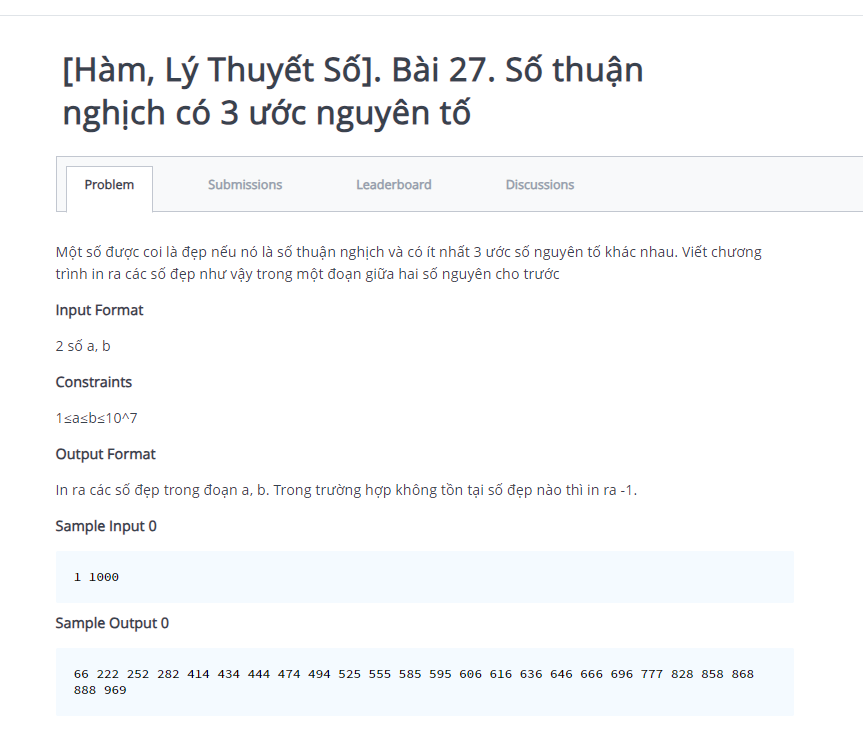 [Hàm, Lý Thuyết Số]. Bài 27. Số thuận
nghịch có 3 ước nguyên tố
Problem Submissions Leaderboard Discussions
Một số được coi là đẹp nếu nó là số thuận nghịch và có ít nhất 3 ước số nguyên tố khác nhau. Viết chương
trình in ra các số đẹp như vậy trong một đoạn giữa hai số nguyên cho trước
Input Format
2 số a, b
Constraints
1≤a≤b≤10^7
Output Format
In ra các số đẹp trong đoạn a, b. Trong trường hợp không tồn tại số đẹp nào thì in ra -1.
Sample Input 0
1 1000
Sample Output 0
66 222 252 282 414 434 444 474 494 525 555 585 595 606 616 636 646 666 696 777 828 858 868
888 969